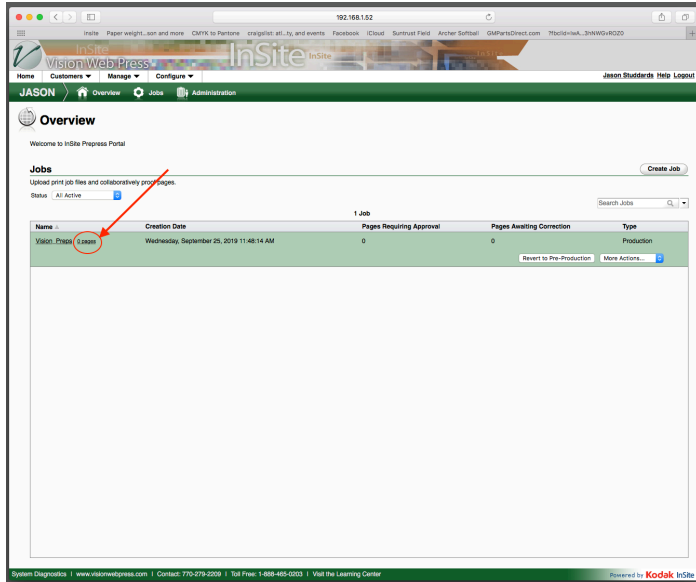 192.168.1.52
Insite Paper weight...son and more CMYK to Pantone craigslist: atl...ty, and events Facebook iCloud Suntrust Field Archer Softball GMPartsDirect.com ?fbclid=IwA...3hNWGvROZ0
InSite
Vision Web Press
InSite InSite
Home Customers Manage Configure Jason Studdards Help Logout
JASON Overview Jobs Administration
Overview
Welcome to InSite Prepress Portal
Jobs Create Job
Upload print job files and collaboratively proof pages.
Status All Active
Search Jobs
1 Job
Name Creation Date Pages Requiring Approval Pages Awaiting Correction Type
Vision_Preps 0 pages Wednesday, September 25, 2019 11:48:14 AM 0 0 Production
Revert to Pre-Production More Actions...
System Diagnostics | www.visionwebpress.com | Contact: 770-279-2209 | Toll Free: 1-888-465-0203 | Visit the Learning Center Powered by Kodak InSite